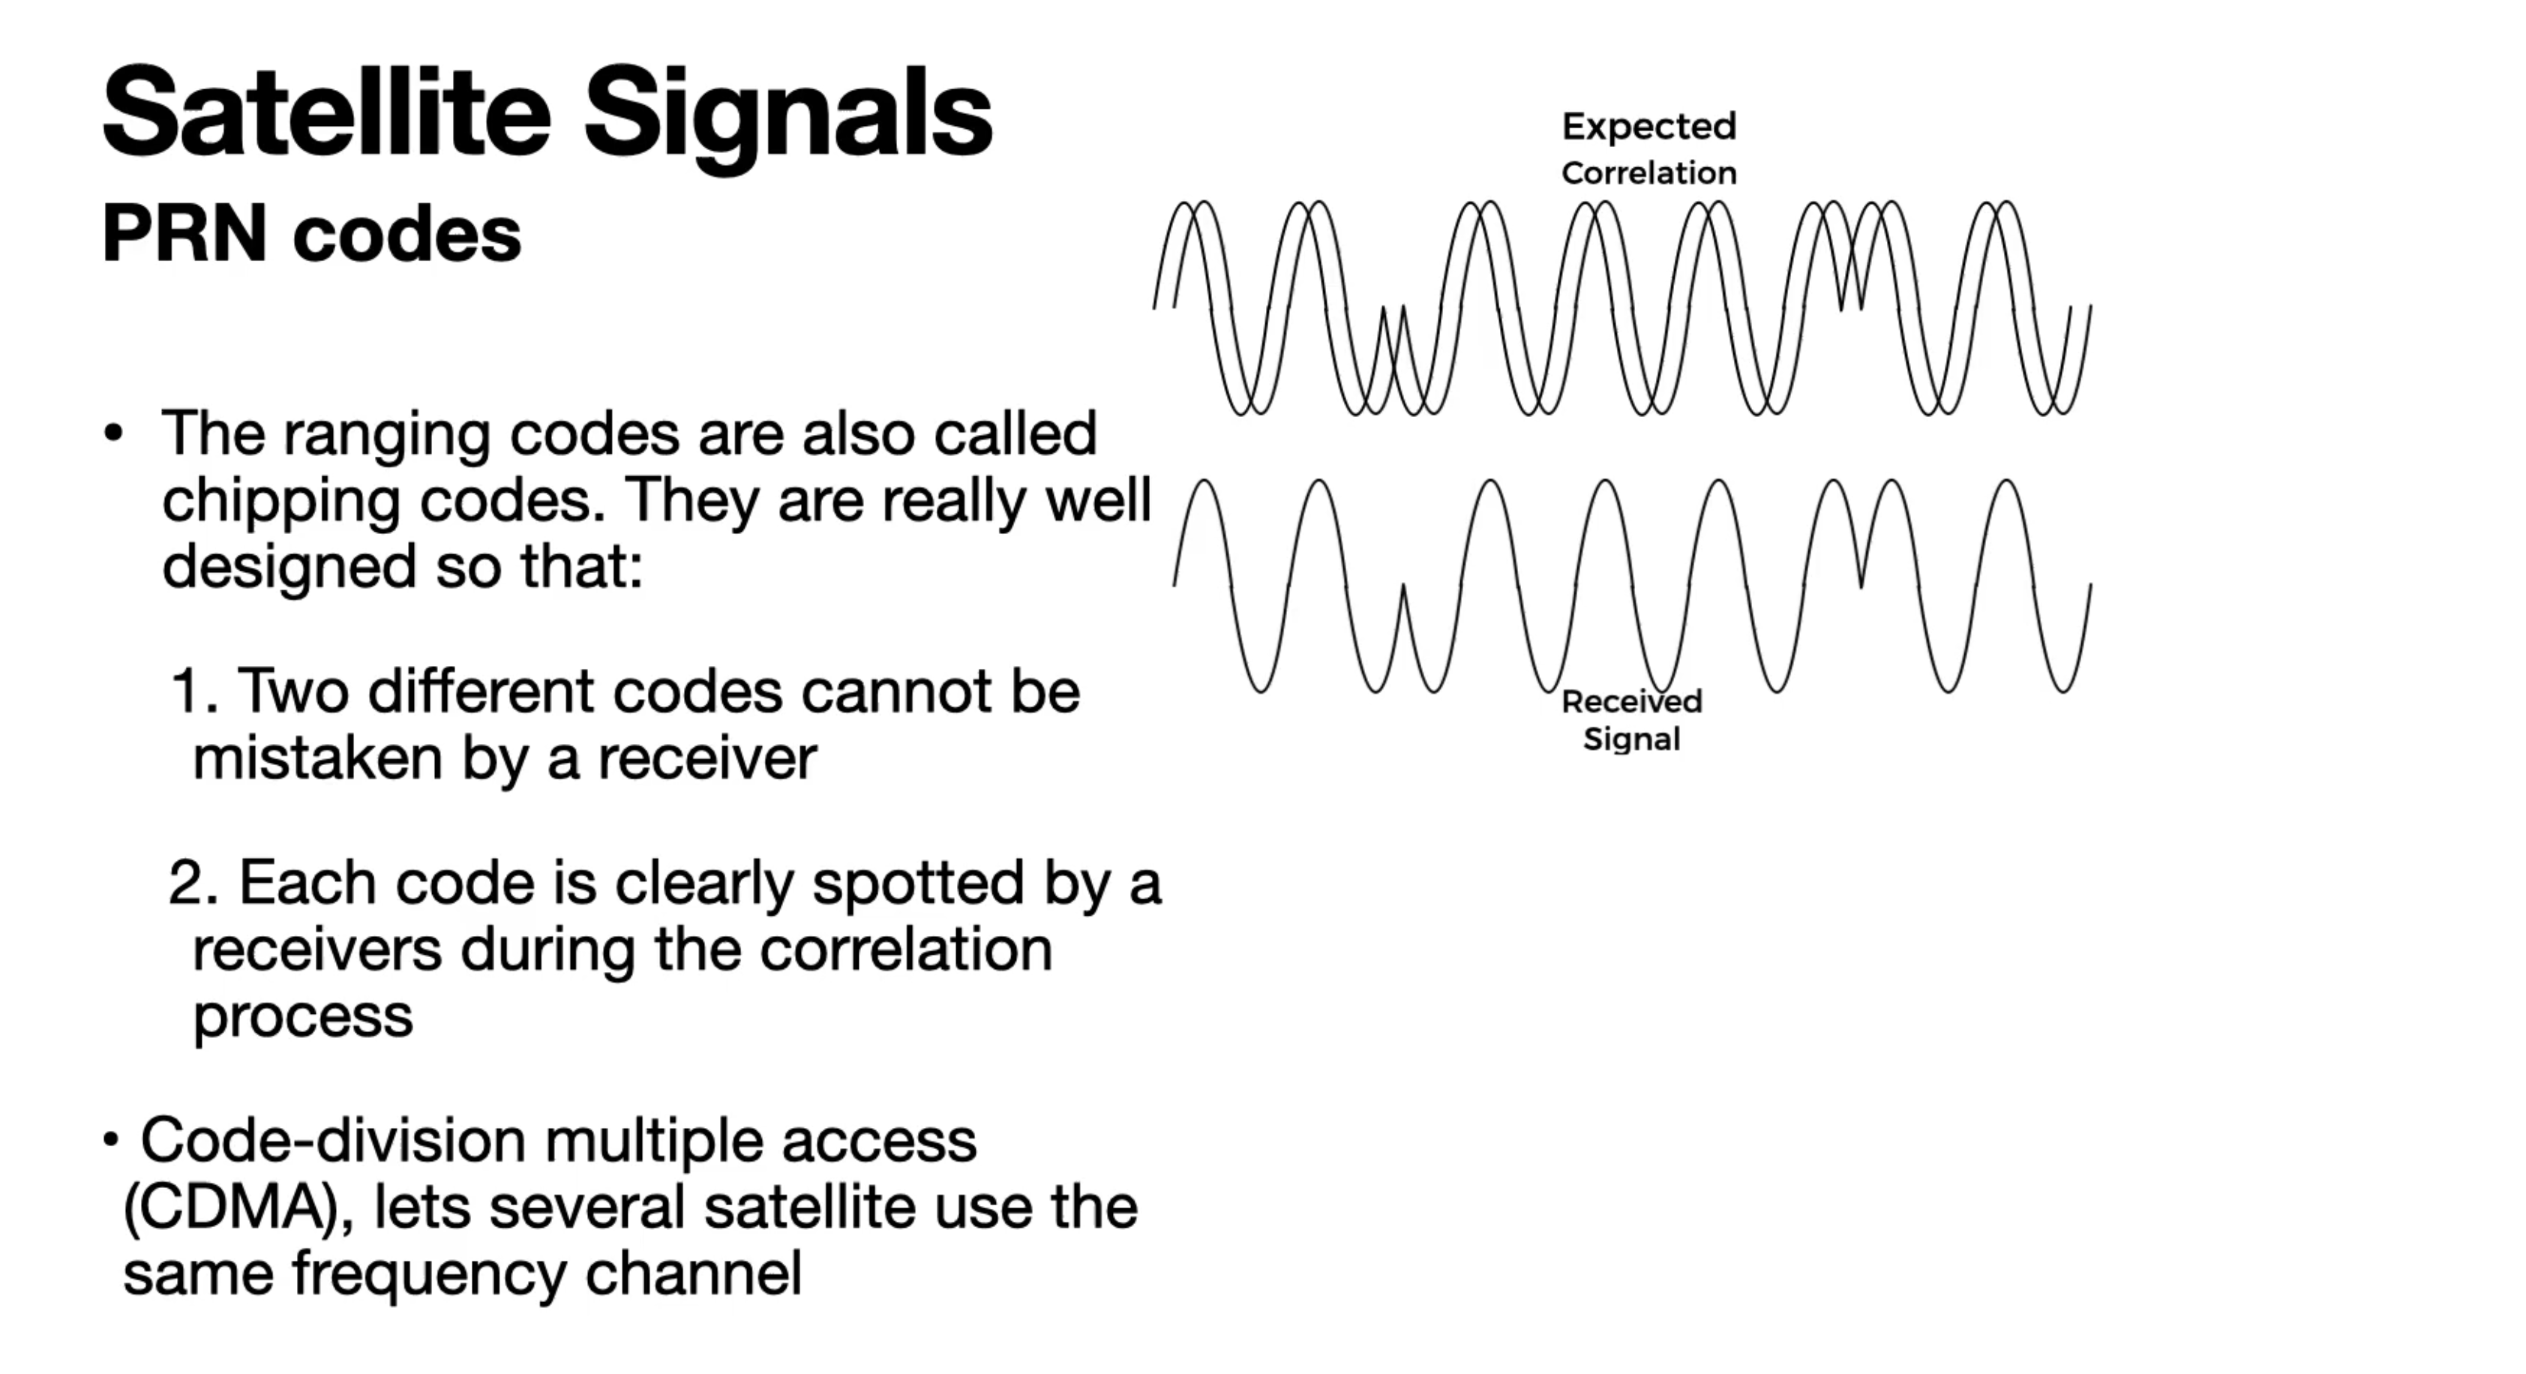 Satellite Signals
PRN codes
• The ranging codes are also called
chipping codes. They are really well
designed so that:
1. Two different codes cannot be
mistaken by a receiver
2. Each code is clearly spotted by a
receivers during the correlation
process
• Code-division multiple access
(CDMA), lets several satellite use the
same frequency channel
Expected
Correlation
Received
Signal